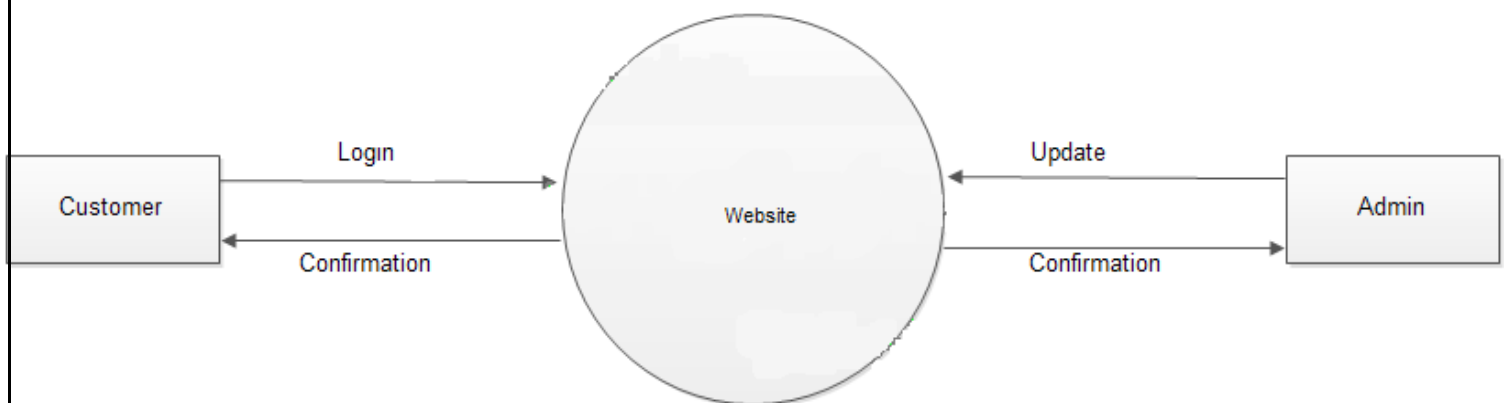 Login
Update
Customer
Website
Admin
Confirmation
Confirmation